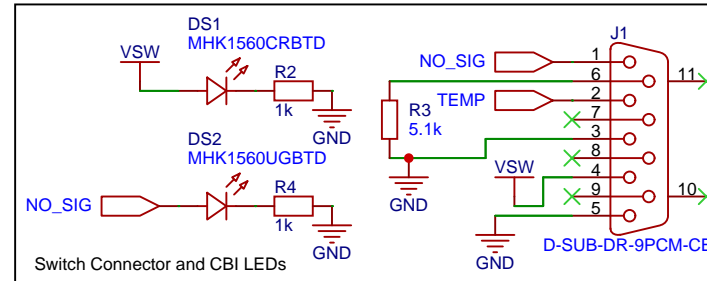 DS1
MHK1560CRBTD
VSW
R2
1k
GND
DS2
MHK1560UGBTD
NO_SIG
R4
1k
GND
Switch Connector and CBI LEDs
J1
NO_SIG
1
6
11
TEMP
2
R3
5.1k
7
3
8
VSW
4
GND
9
10
5
GND
D-SUB-DR-9PCM-CE